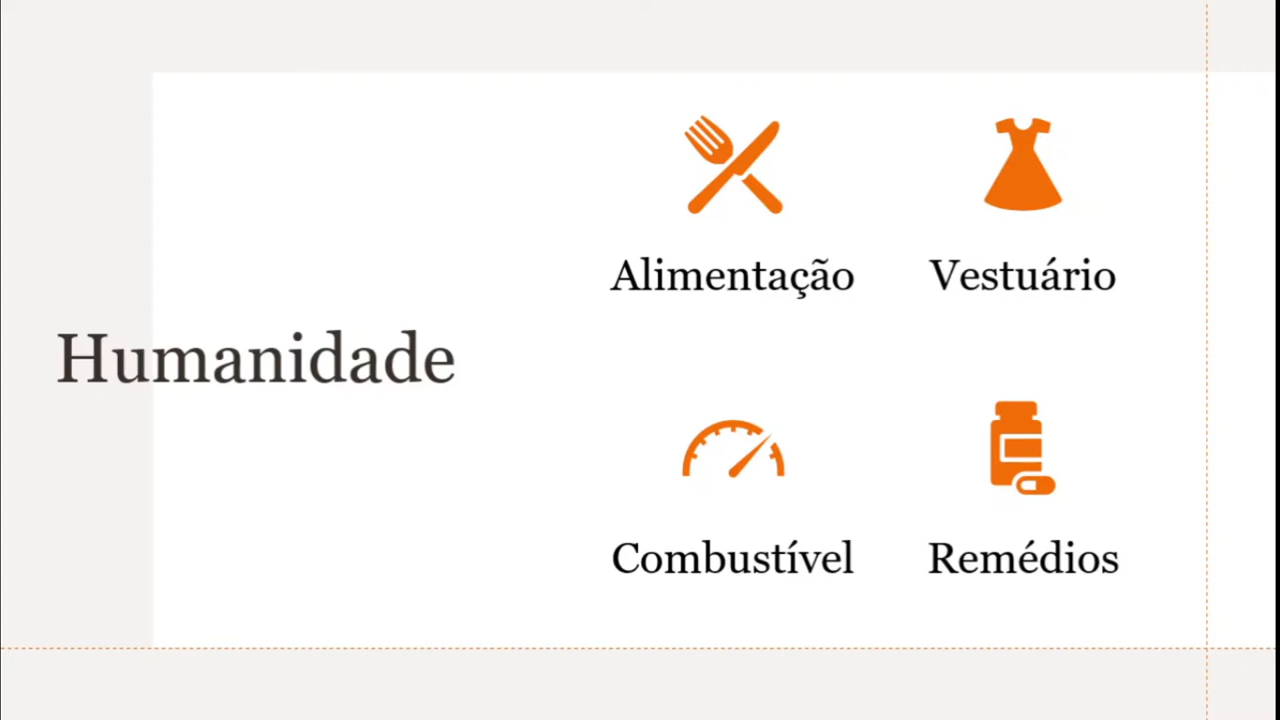 Humanidade
Alimentação
Vestuário
Combustível
Remédios